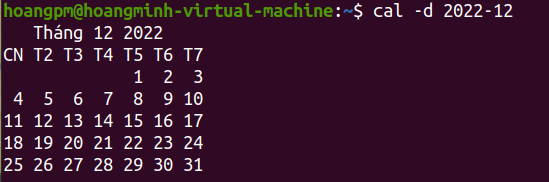 hoangpm@hoangminh-virtual-machine:~$ cal -d 2022-12
   Tháng 12 2022
CN T2 T3 T4 T5 T6 T7
             1  2  3
 4  5  6  7  8  9 10
11 12 13 14 15 16 17
18 19 20 21 22 23 24
25 26 27 28 29 30 31